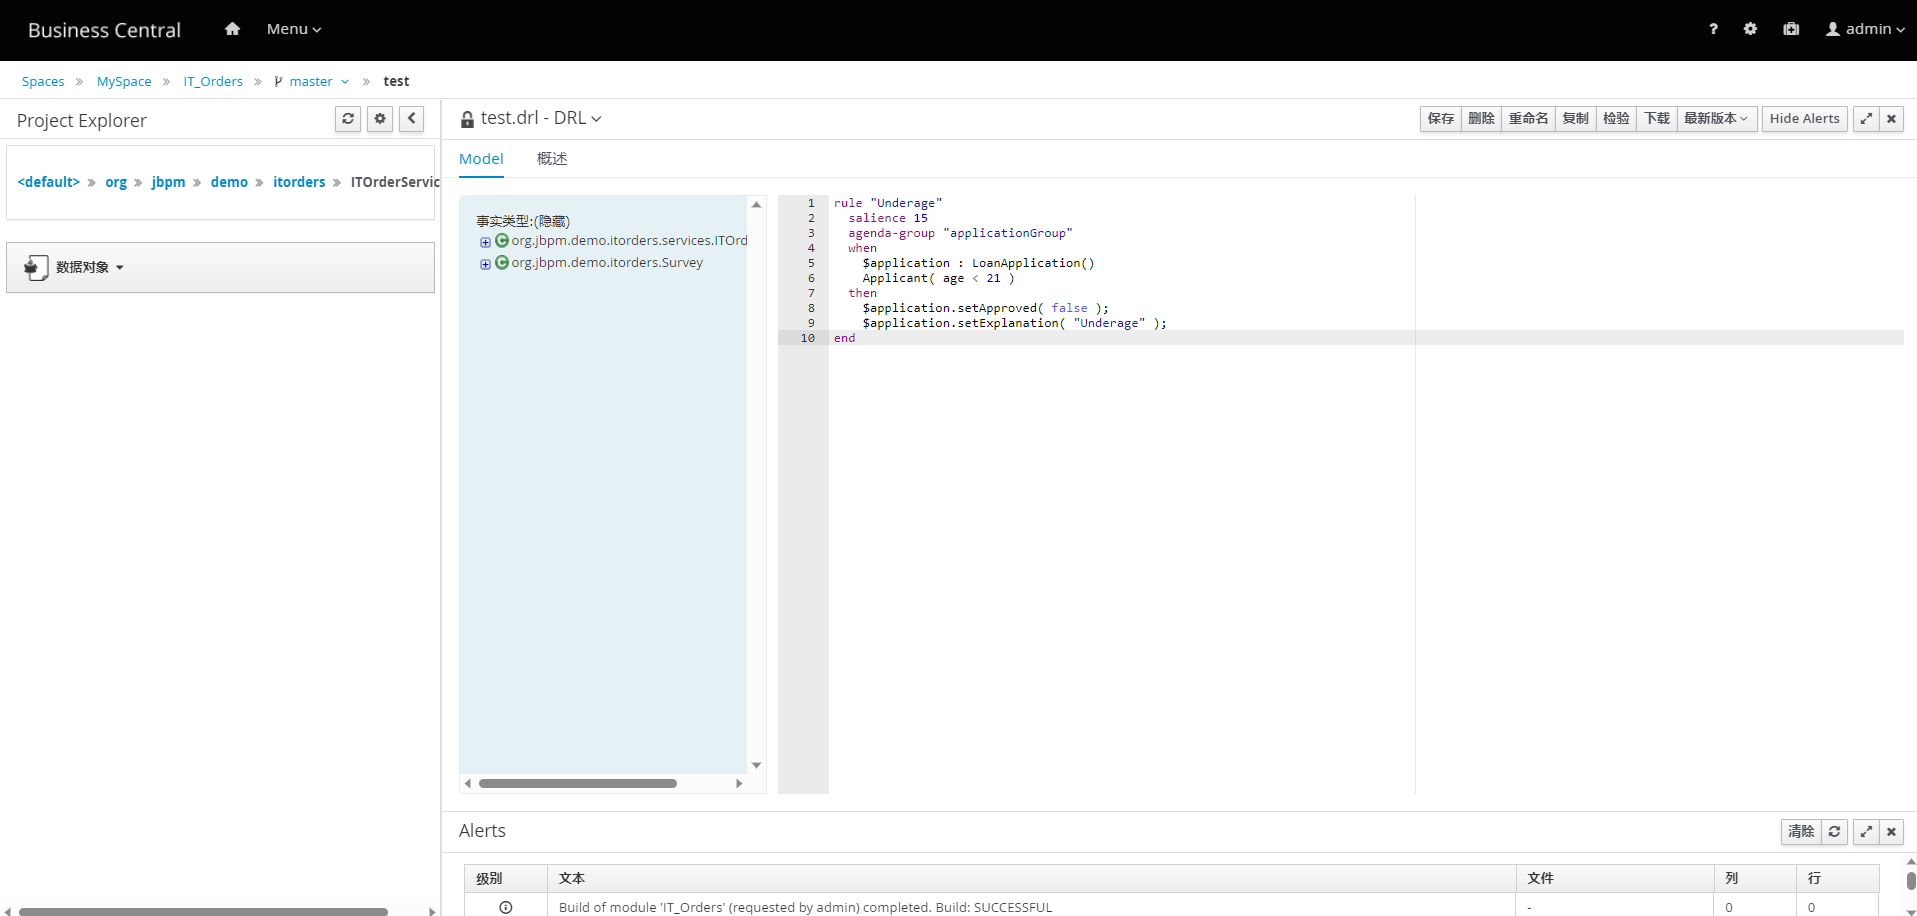 Business Central Menu ? admin
Spaces » MySpace » IT_Orders » master » test
Project Explorer
<default> » org » jbpm » demo » itorders » ITOrderServic
数据对象
test.drl - DRL
保存 删除 重命名 复制 检验 下载 最新版本 Hide Alerts
Model 概述
事实类型:(隐藏)
org.jbpm.demo.itorders.services.ITOrd
org.jbpm.demo.itorders.Survey
1 rule "Underage"
2 salience 15
3 agenda-group "applicationGroup"
4 when
5 $application : LoanApplication()
6 Applicant( age < 21 )
7 then
8 $application.setApproved( false );
9 $application.setExplanation( "Underage" );
10 end
Alerts
清除
级别 文本 文件 列 行
Build of module 'IT_Orders' (requested by admin) completed. Build: SUCCESSFUL - 0 0